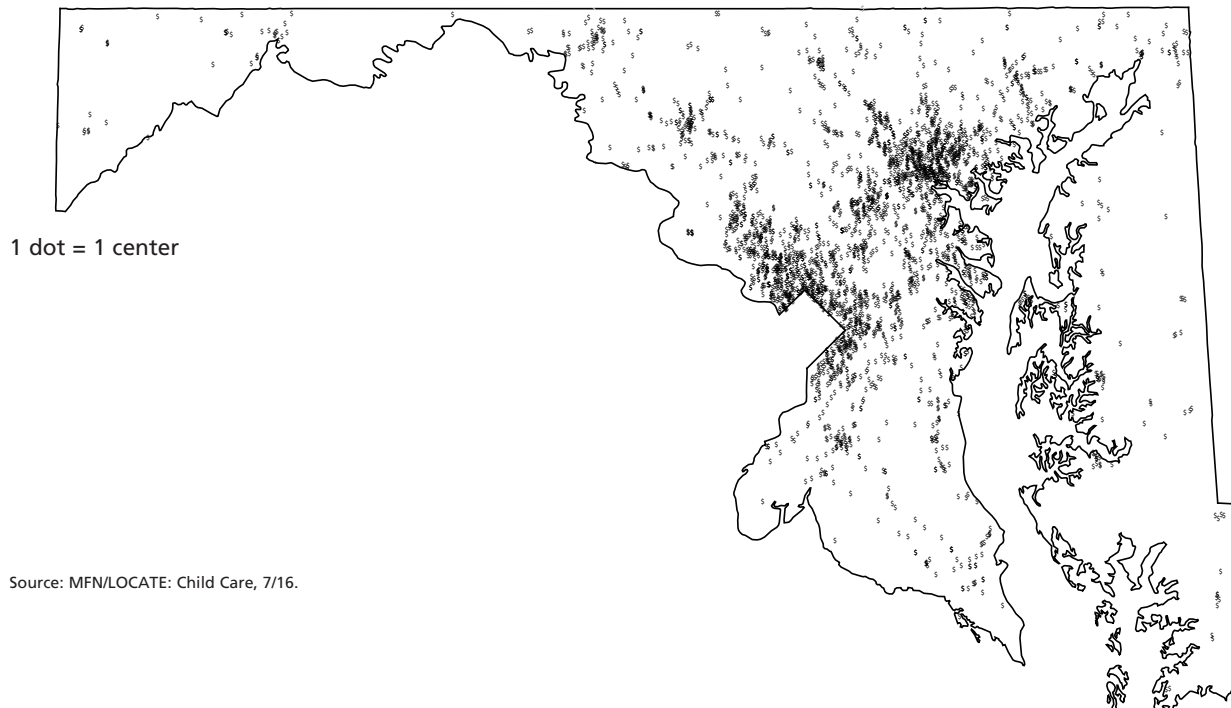 1 dot = 1 center
Source: MFN/LOCATE: Child Care, 7/16.